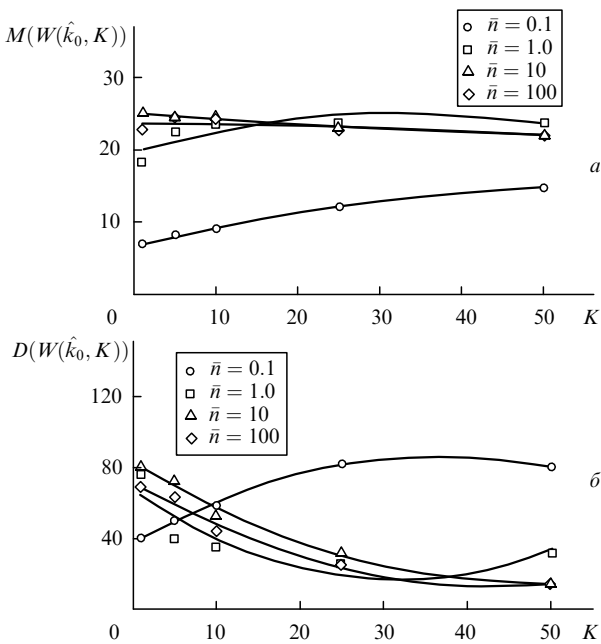 M(W(k̂₀, K))
n̄ = 0.1
n̄ = 1.0
n̄ = 10
n̄ = 100
30
20
10
а
0 10 20 30 40 50 K
D(W(k̂₀, K))
n̄ = 0.1
n̄ = 1.0
n̄ = 10
n̄ = 100
120
80
40
б
0 10 20 30 40 50 K